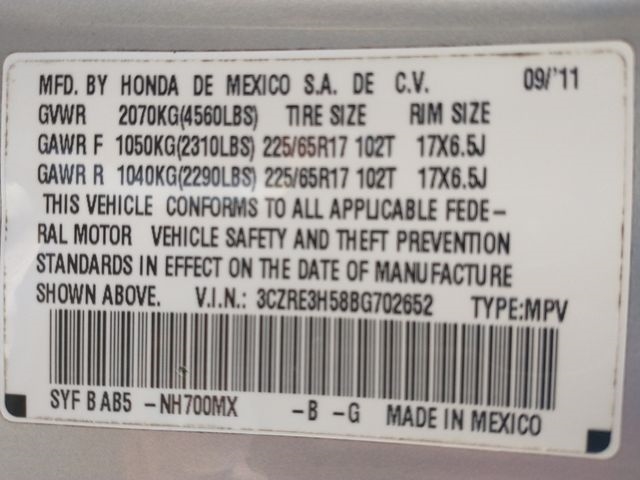 MFD. BY HONDA DE MEXICO S.A. DE C.V. 09/'11
GVWR 2070KG(4560LBS) TIRE SIZE RIM SIZE
GAWR F 1050KG(2310LBS) 225/65R17 102T 17X6.5J
GAWR R 1040KG(2290LBS) 225/65R17 102T 17X6.5J
THIS VEHICLE CONFORMS TO ALL APPLICABLE FEDE-
RAL MOTOR VEHICLE SAFETY AND THEFT PREVENTION
STANDARDS IN EFFECT ON THE DATE OF MANUFACTURE
SHOWN ABOVE. V.I.N.: 3CZRE3H58BG702652 TYPE:MPV
SYF B AB5 -NH700MX -B -G MADE IN MEXICO